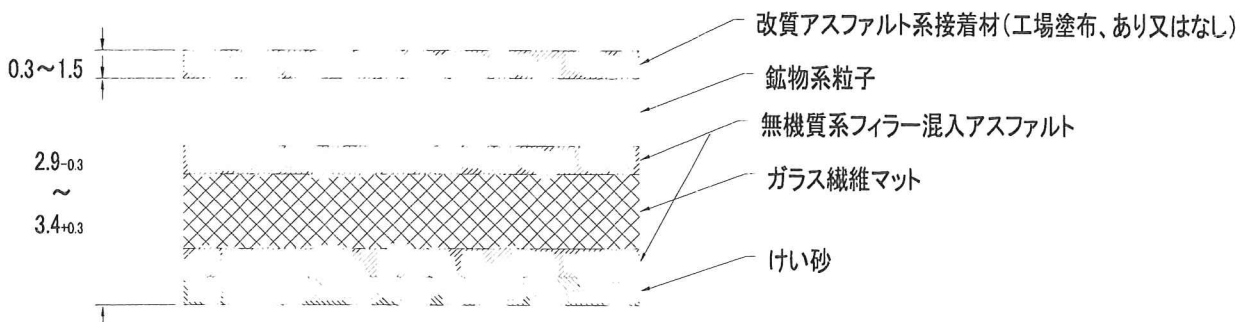 改質アスファルト系接着材（工場塗布、あり又はなし）
0.3～1.5
鉱物系粒子
無機質系フィラー混入アスファルト
2.9-0.3
～
3.4+0.3
ガラス繊維マット
けい砂